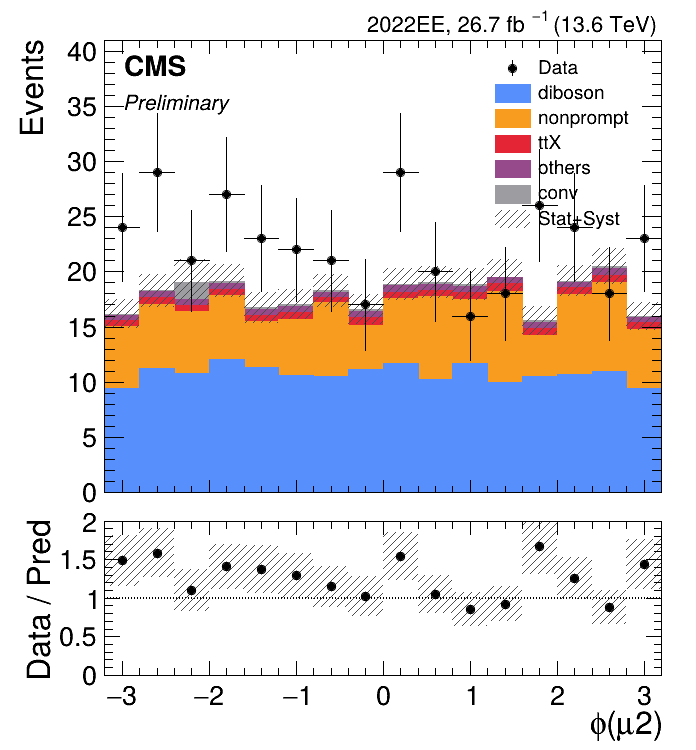 2022EE, 26.7 fb⁻¹ (13.6 TeV)
Events
40
35
30
25
20
15
10
5
0
CMS
Preliminary
Data
diboson
nonprompt
ttX
others
conv
Stat+Syst
Data / Pred
2
1.5
1
0.5
0
−3 −2 −1 0 1 2 3
ϕ(μ2)